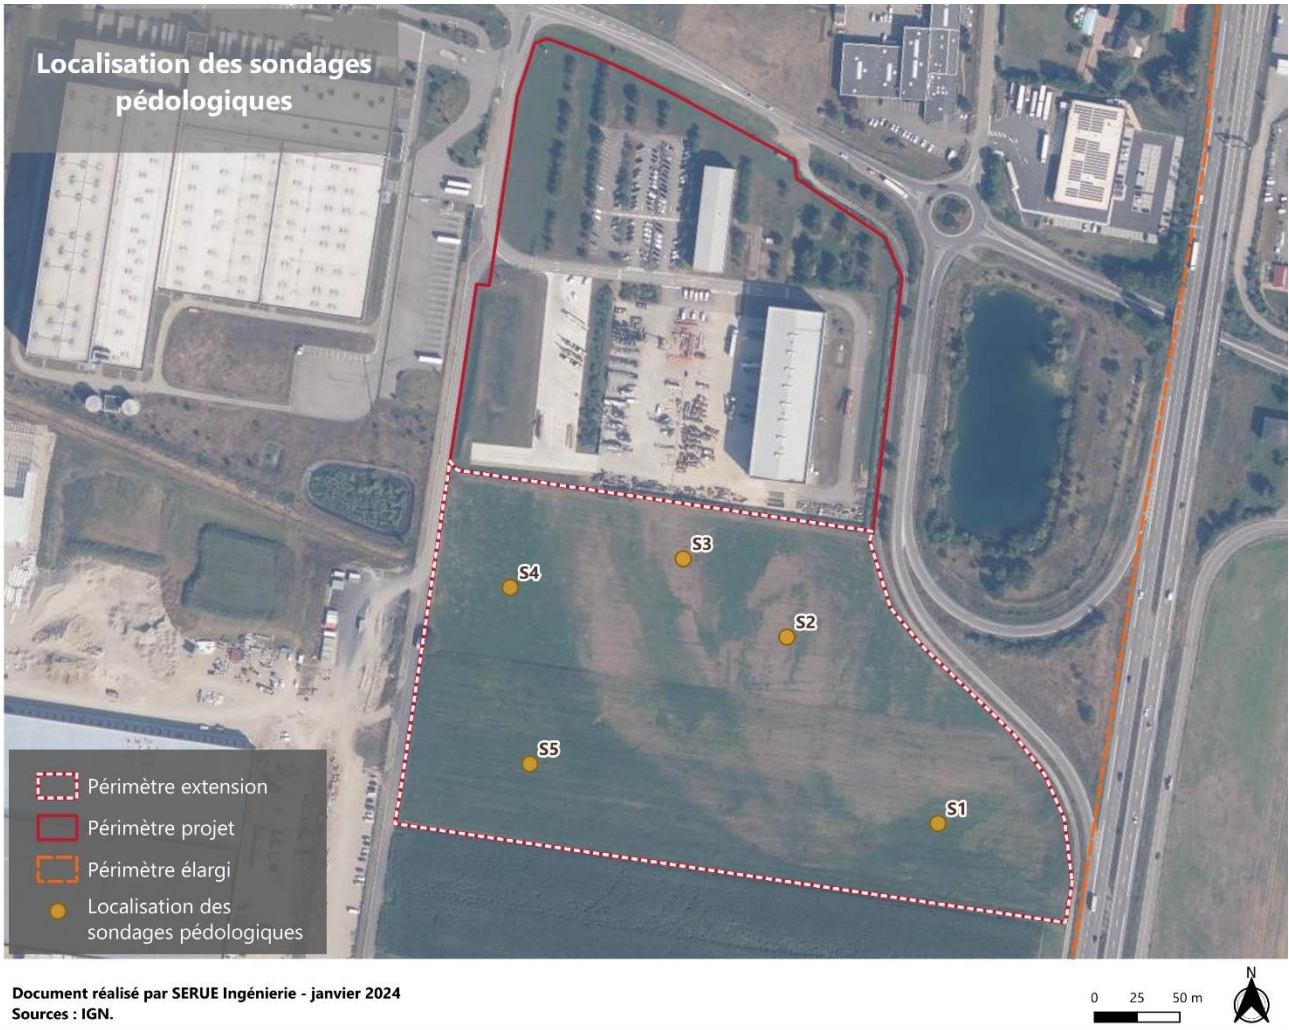 Localisation des sondages
pédologiques
S3
S4
S2
S5
S1
Périmètre extension
Périmètre projet
Périmètre élargi
Localisation des
sondages pédologiques
Document réalisé par SERUE Ingénierie - janvier 2024
Sources : IGN.
0 25 50 m
N